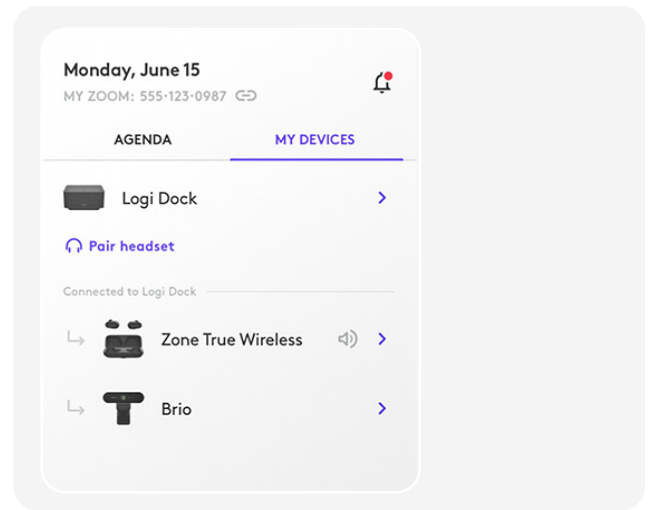 Monday, June 15
MY ZOOM: 555·123·0987
AGENDA
MY DEVICES
Logi Dock
Pair headset
Connected to Logi Dock
Zone True Wireless
Brio